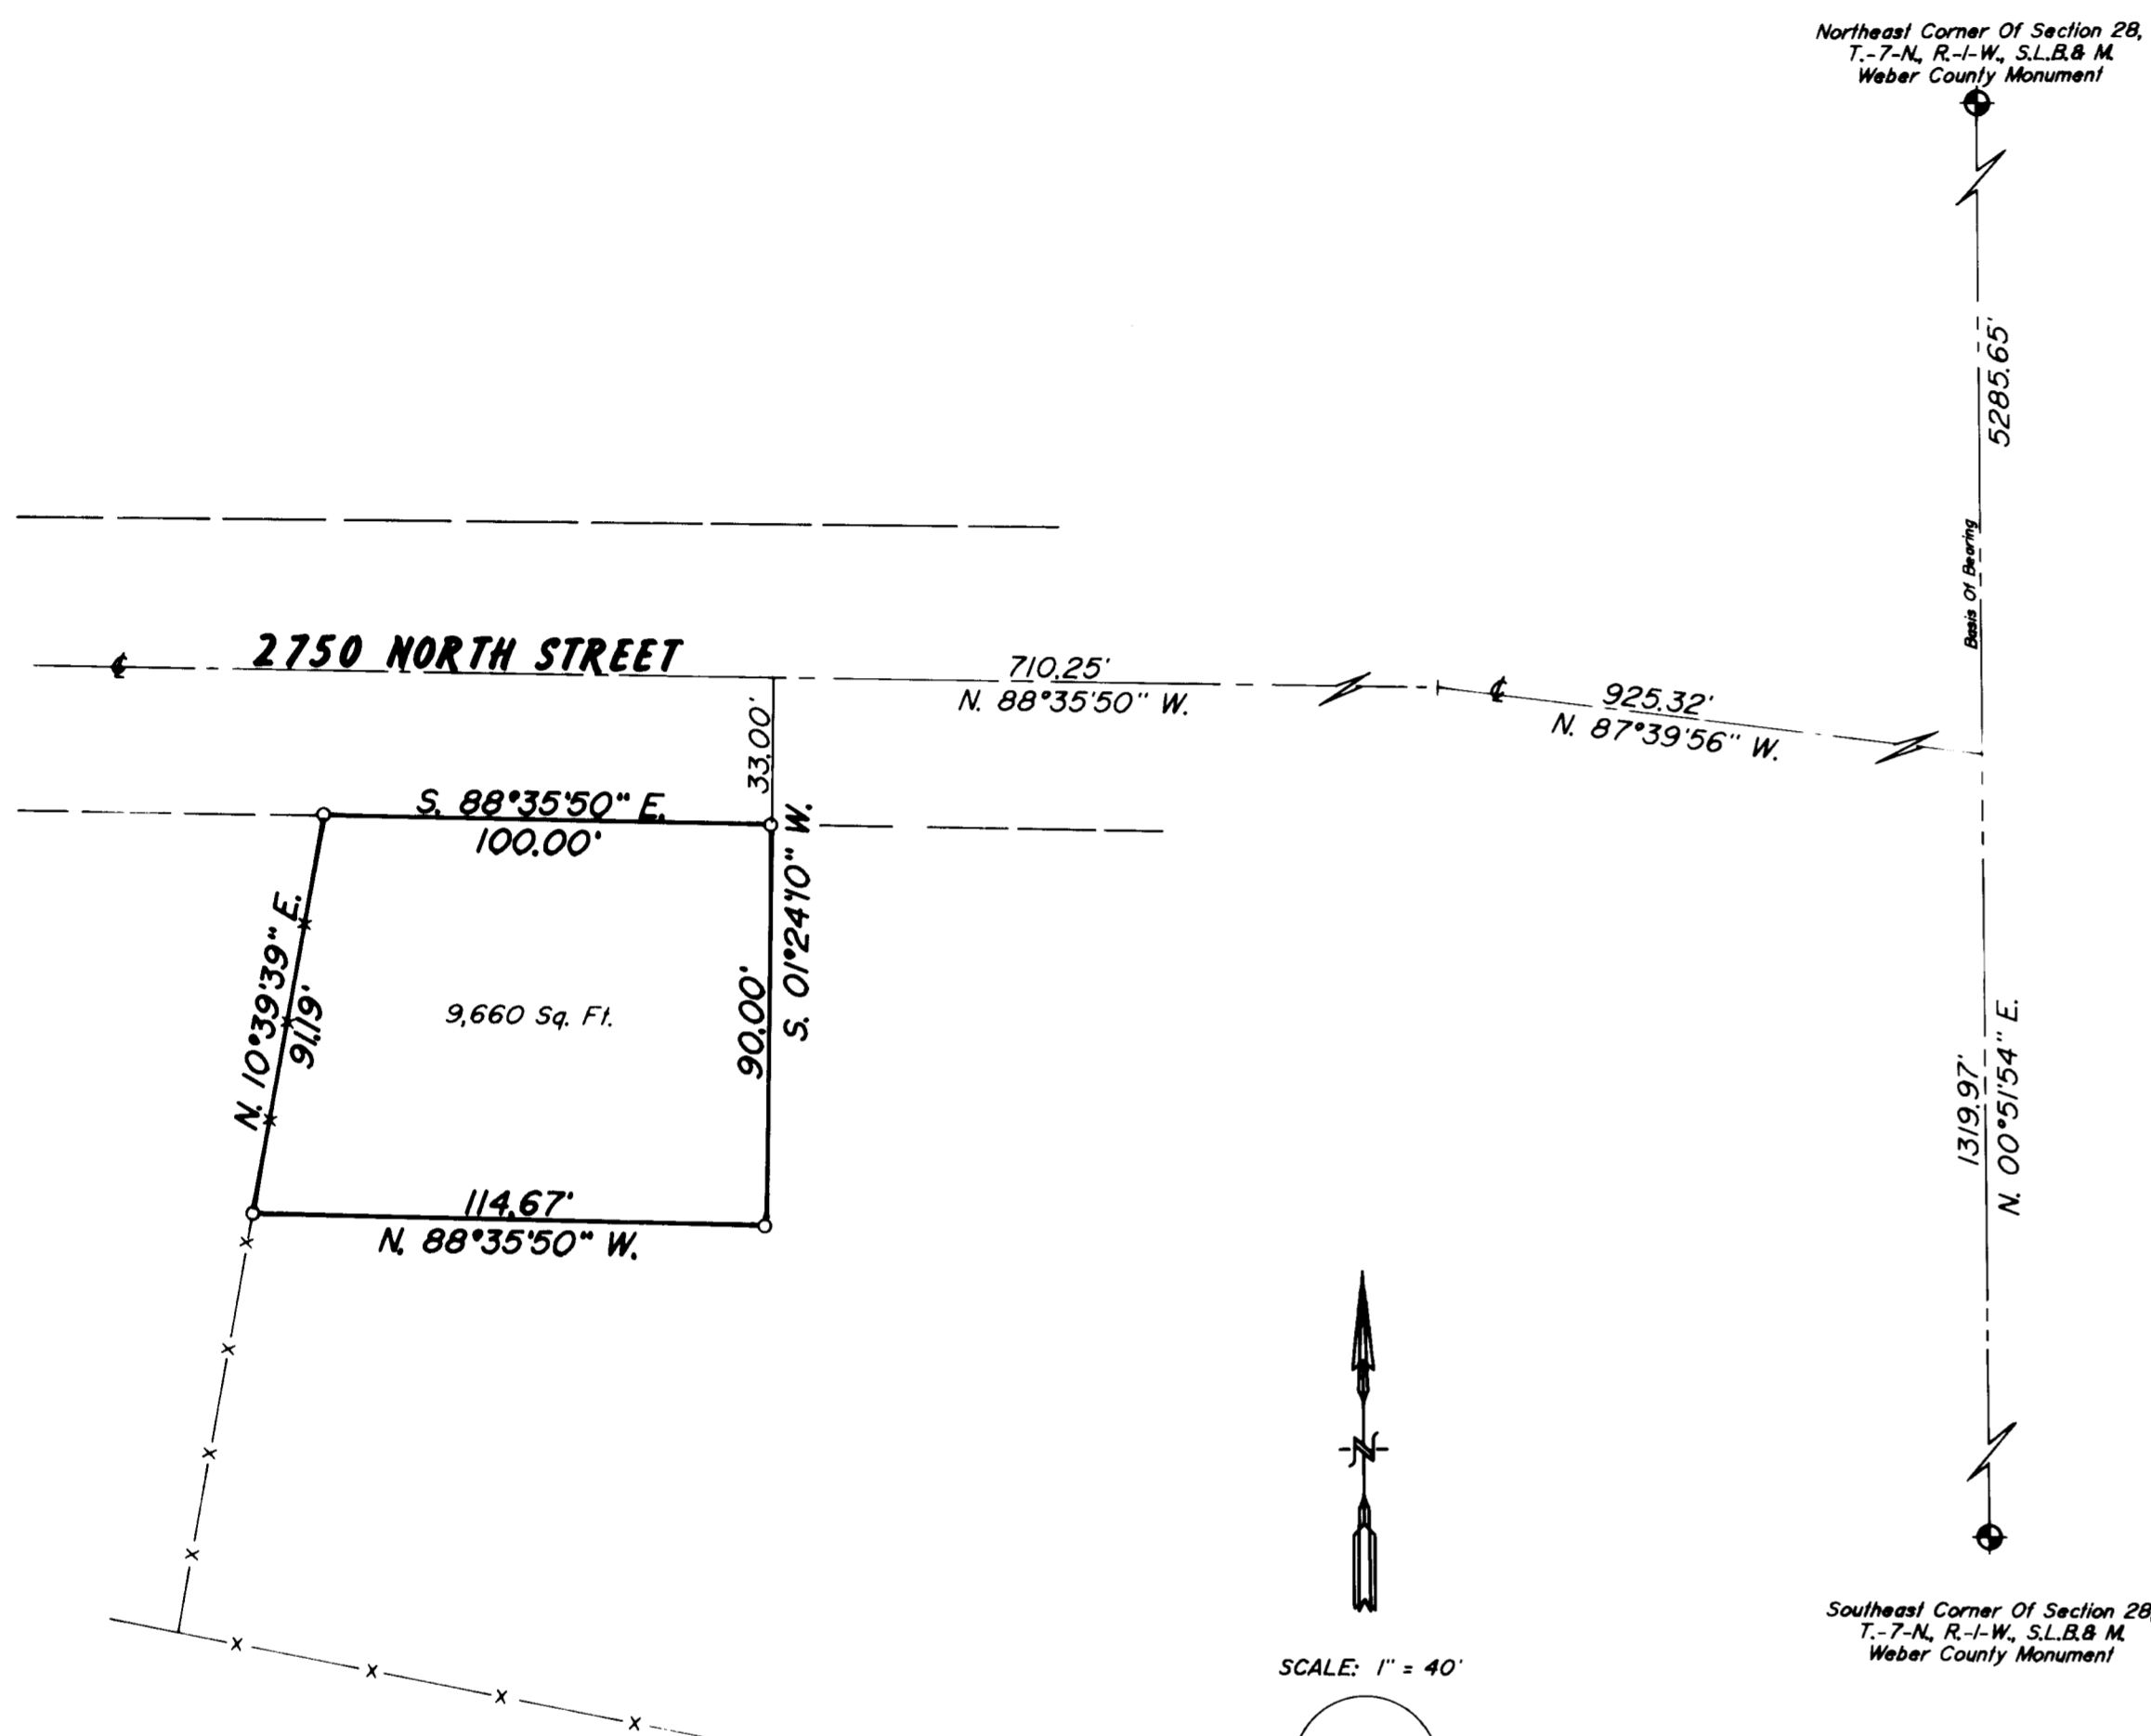 Northeast Corner Of Section 28,
T.-7-N., R.-1-W., S.L.B.& M.
Weber County Monument
5285.65'
Basis Of Bearing
2750 NORTH STREET
710.25'
N. 88°35'50" W.
925.32'
N. 87°39'56" W.
33.00'
S. 88°35'50" E.
100.00'
S. 01°24'10" W.
90.00'
N. 10°39'39" E.
91.19'
9,660 Sq. Ft.
114.67'
N. 88°35'50" W.
1319.97'
N. 00°51'54" E.
N
Southeast Corner Of Section 28,
T.-7-N., R.-1-W., S.L.B.& M.
Weber County Monument
SCALE: 1" = 40'